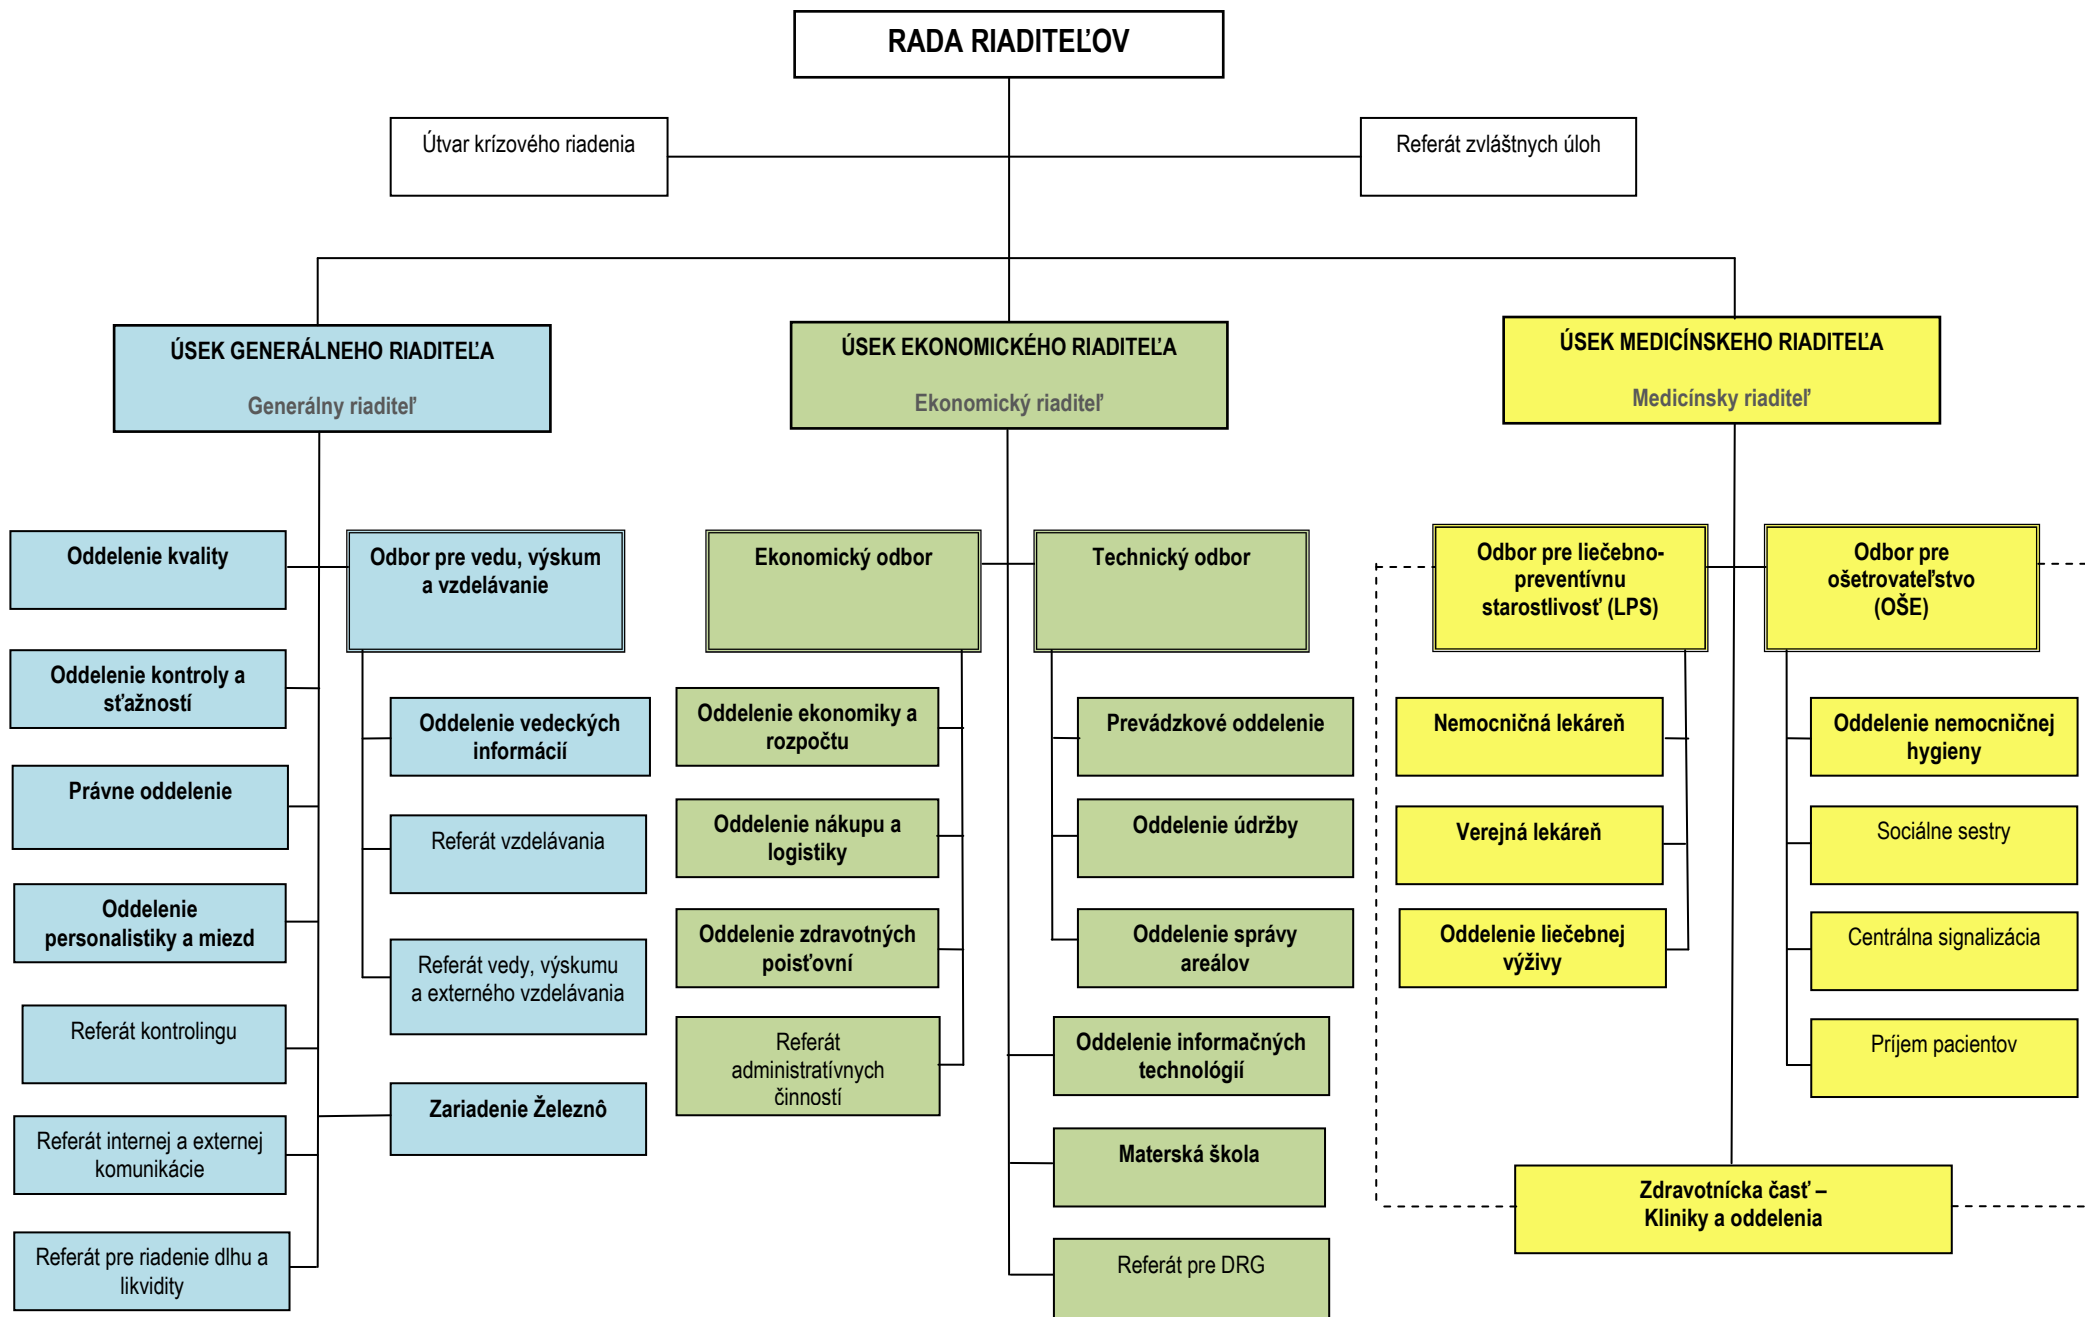 RADA RIADITEĽOV
Útvar krízového riadenia
Referát zvláštnych úloh
ÚSEK GENERÁLNEHO RIADITEĽA
Generálny riaditeľ
ÚSEK EKONOMICKÉHO RIADITEĽA
Ekonomický riaditeľ
ÚSEK MEDICÍNSKEHO RIADITEĽA
Medicínsky riaditeľ
Oddelenie kvality
Oddelenie kontroly a
sťažností
Právne oddelenie
Oddelenie
personalistiky a miezd
Referát kontrolingu
Referát internej a externej
komunikácie
Referát pre riadenie dlhu a
likvidity
Odbor pre vedu, výskum
a vzdelávanie
Oddelenie vedeckých
informácií
Referát vzdelávania
Referát vedy, výskumu
a externého vzdelávania
Zariadenie Železnô
Ekonomický odbor
Oddelenie ekonomiky a
rozpočtu
Oddelenie nákupu a
logistiky
Oddelenie zdravotných
poisťovní
Referát
administratívnych
činností
Technický odbor
Prevádzkové oddelenie
Oddelenie údržby
Oddelenie správy
areálov
Oddelenie informačných
technológií
Materská škola
Referát pre DRG
Odbor pre liečebno-
preventívnu
starostlivosť (LPS)
Nemocničná lekáreň
Verejná lekáreň
Oddelenie liečebnej
výživy
Odbor pre
ošetrovateľstvo
(OŠE)
Oddelenie nemocničnej
hygieny
Sociálne sestry
Centrálna signalizácia
Príjem pacientov
Zdravotnícka časť –
Kliniky a oddelenia